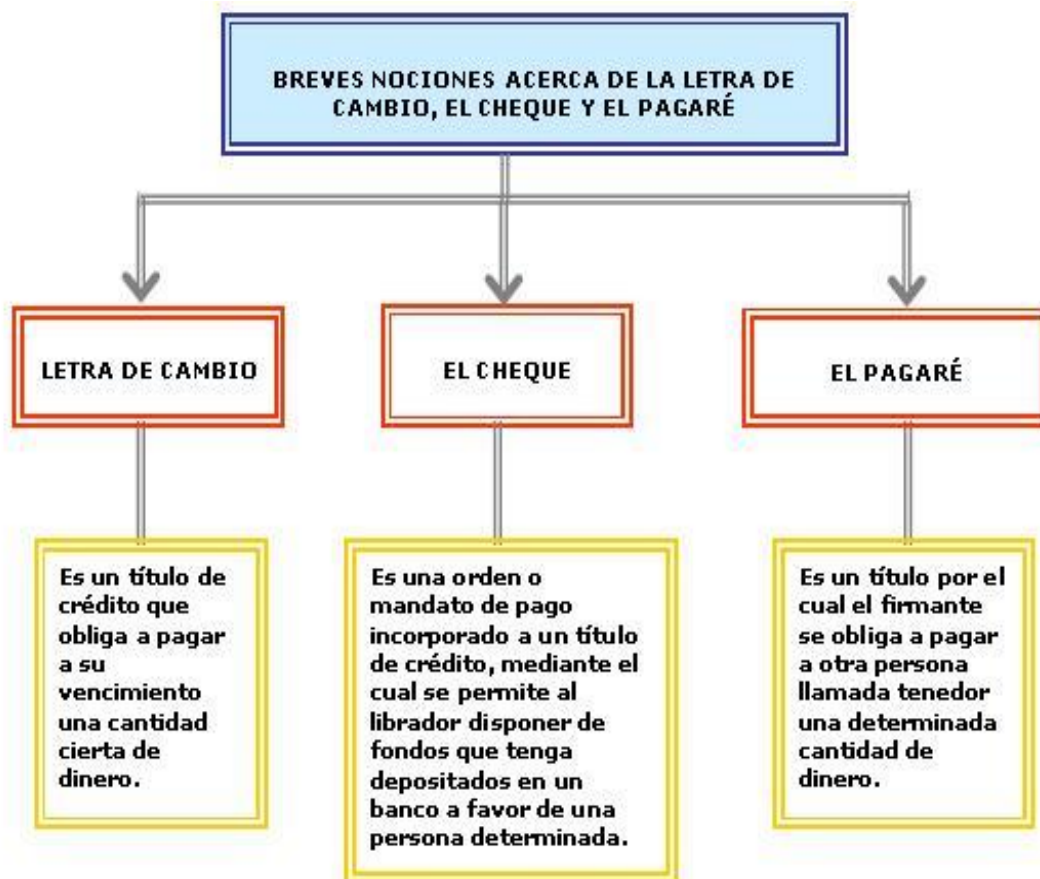 BREVES NOCIONES ACERCA DE LA LETRA DE
CAMBIO, EL CHEQUE Y EL PAGARÉ
LETRA DE CAMBIO
EL CHEQUE
EL PAGARÉ
Es un título de
crédito que
obliga a pagar
a su
vencimiento
una cantidad
cierta de
dinero.
Es una orden o
mandato de pago
incorporado a un título
de crédito, mediante el
cual se permite al
librador disponer de
fondos que tenga
depositados en un
banco a favor de una
persona determinada.
Es un título por el
cual el firmante
se obliga a pagar
a otra persona
llamada tenedor
una determinada
cantidad de
dinero.